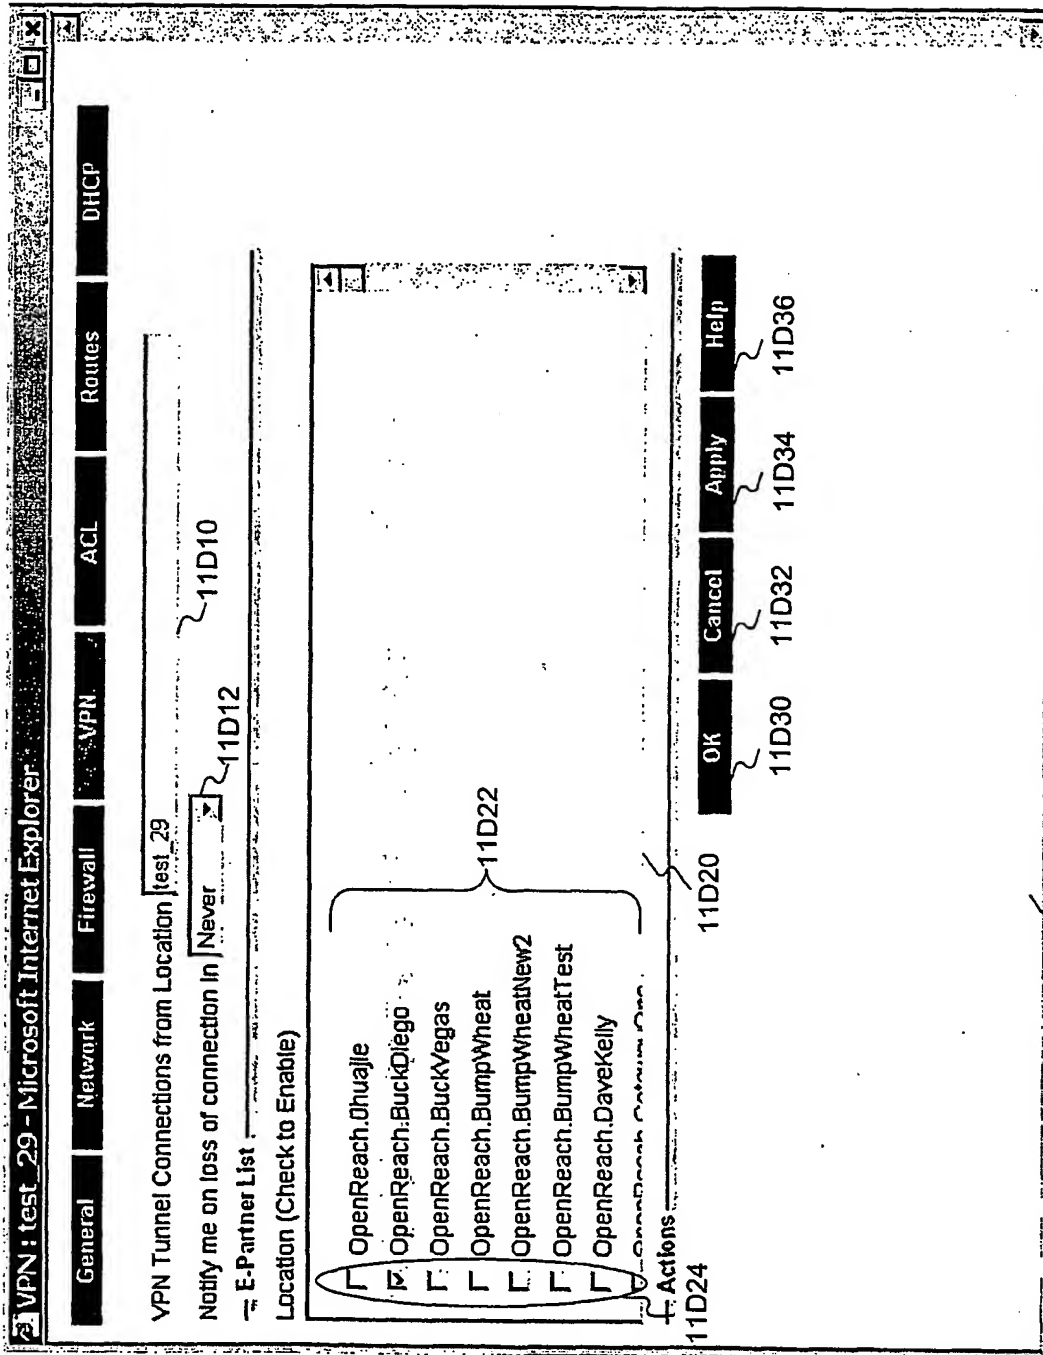 VPN : test_29 - Microsoft Internet Explorer
General Network Firewall VPN ACL Routes DHCP
VPN Tunnel Connections from Location test_29
11D10
Notify me on loss of connection in Never
11D12
E-Partner List
Location (Check to Enable)
OpenReach.0huajie
OpenReach.BuckDiego
OpenReach.BuckVegas
OpenReach.BumpWheat
11D22
OpenReach.BumpWheatNew2
OpenReach.BumpWheatTest
OpenReach.DaveKelly
11D20
Actions
11D24
OK Cancel Apply Help
11D30 11D32 11D34 11D36